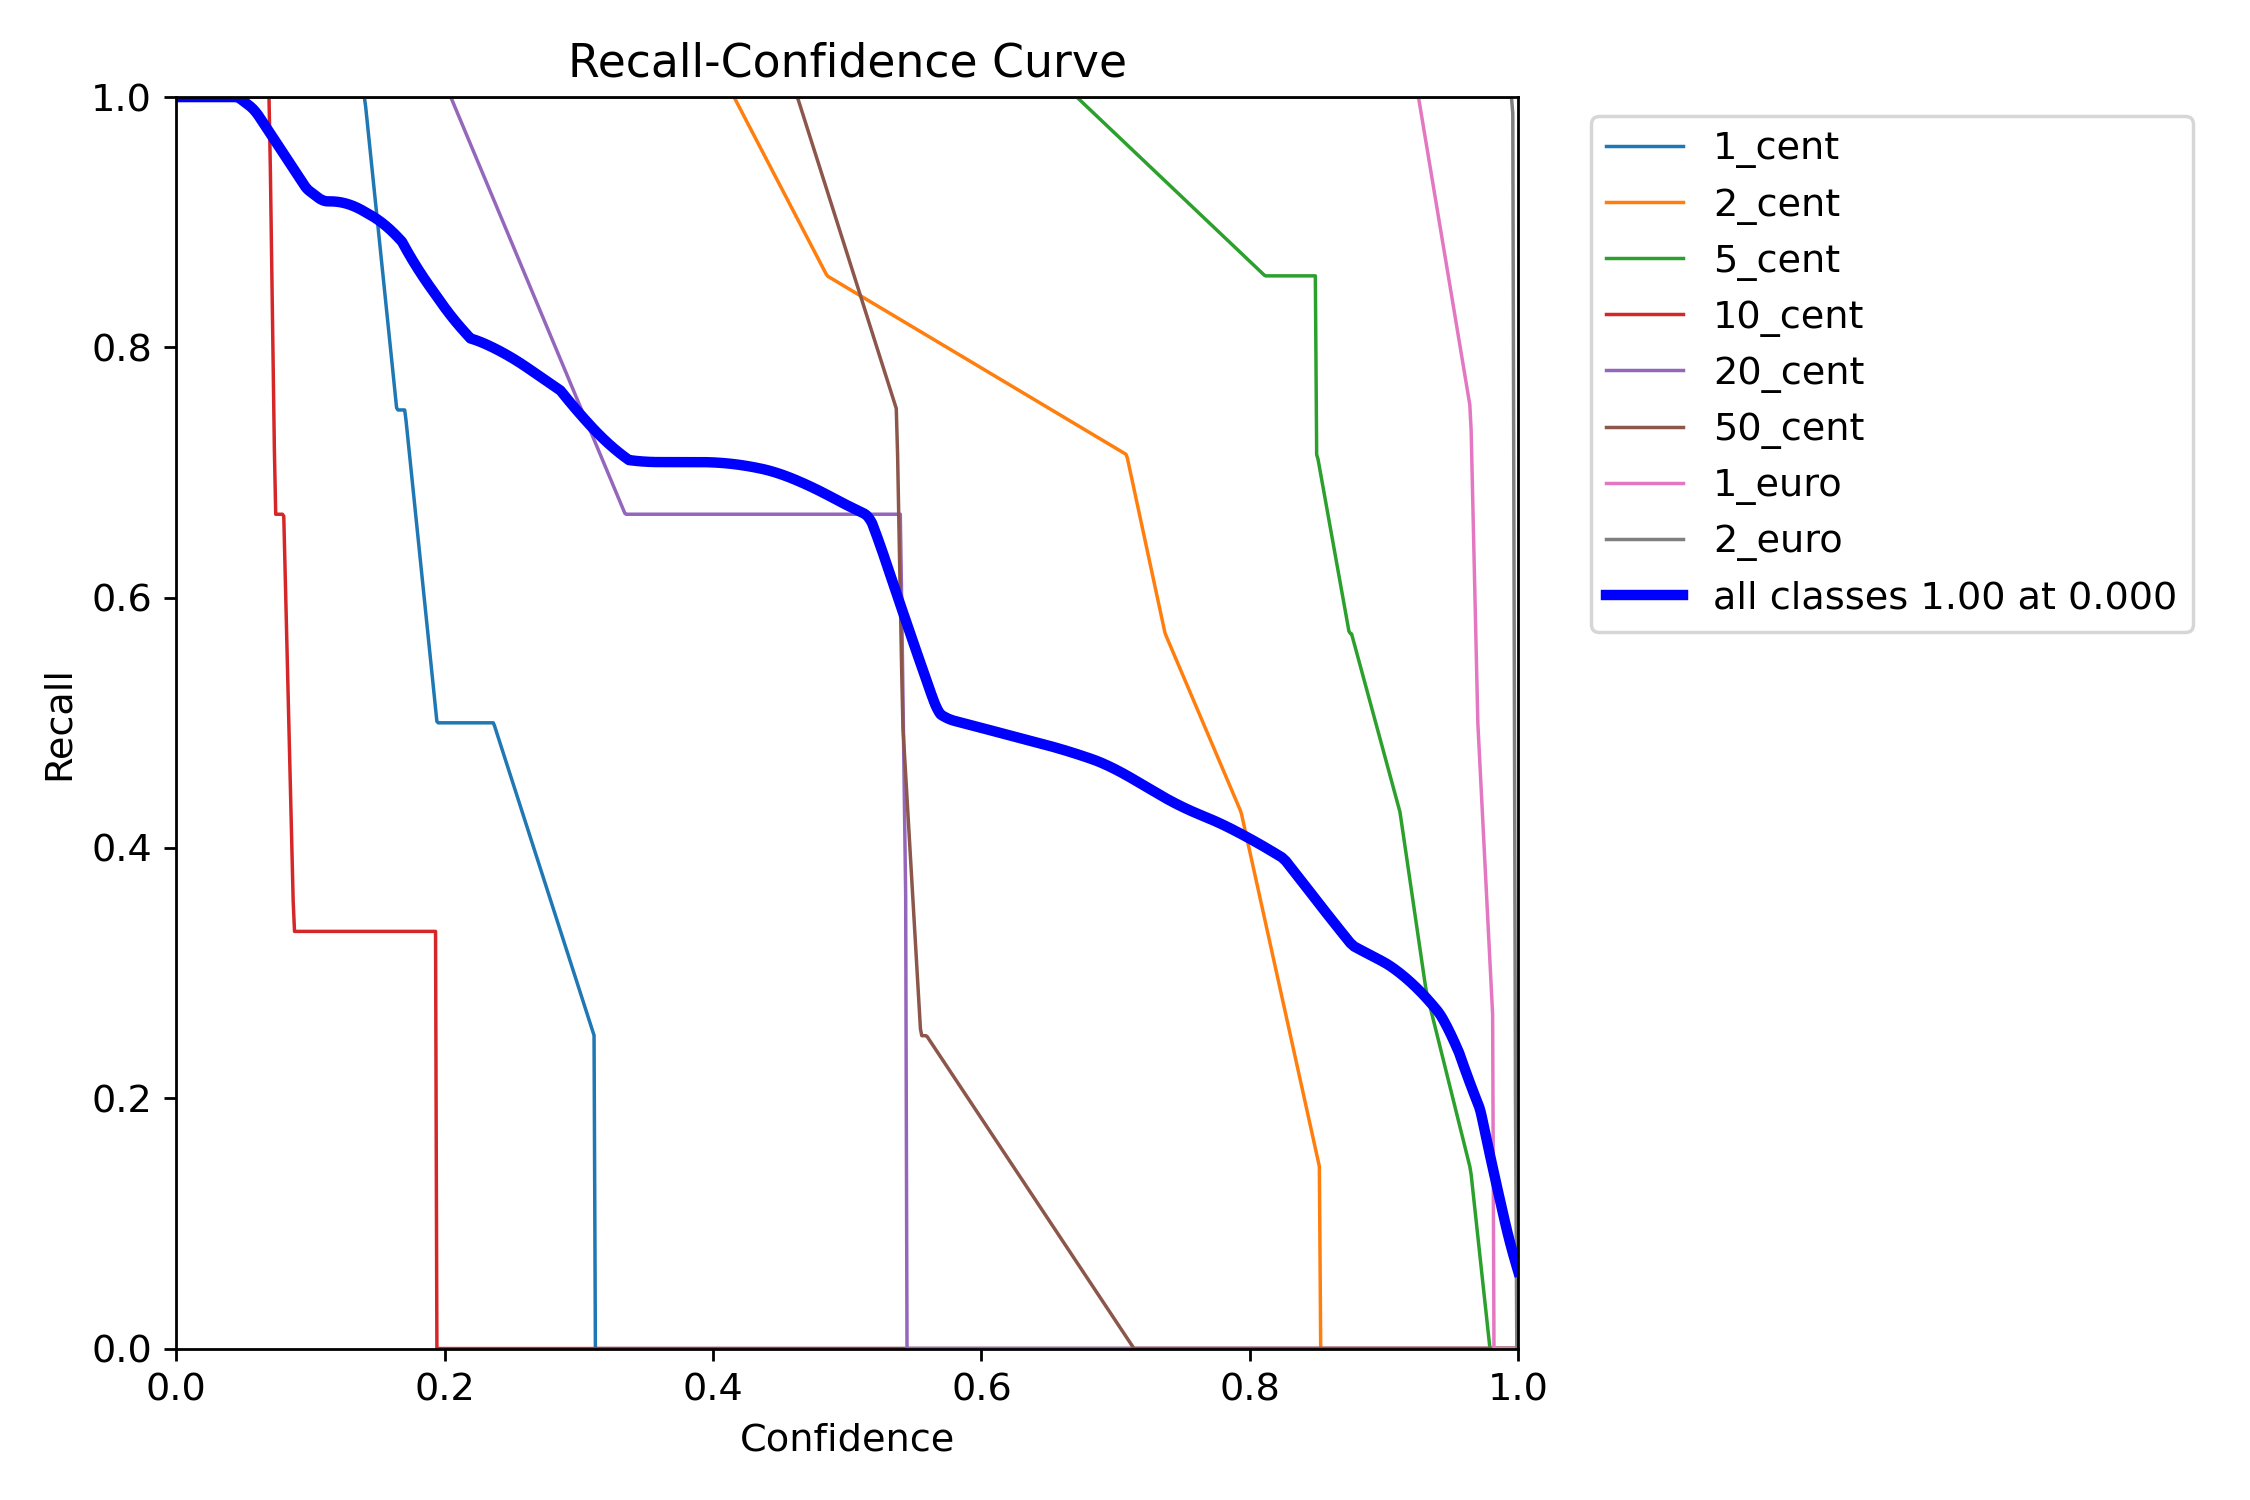 Recall-Confidence Curve
1.0
0.8
0.6
0.4
0.2
0.0
Recall
0.0 0.2 0.4 0.6 0.8 1.0
Confidence
1_cent
2_cent
5_cent
10_cent
20_cent
50_cent
1_euro
2_euro
all classes 1.00 at 0.000